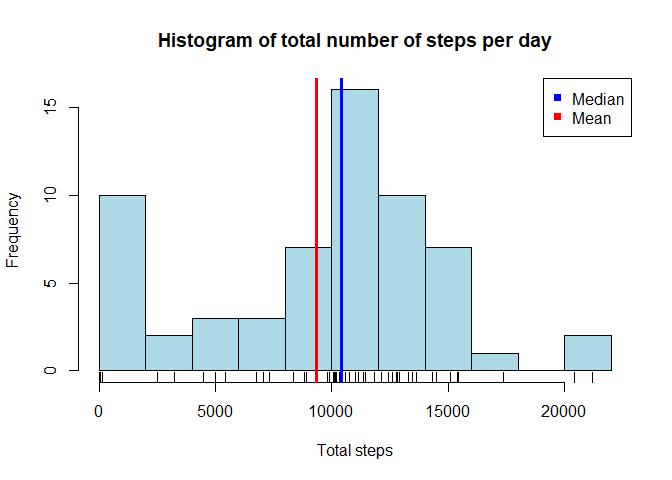 Histogram of total number of steps per day
Median
Mean
Frequency
15
10
5
0
0 5000 10000 15000 20000
Total steps